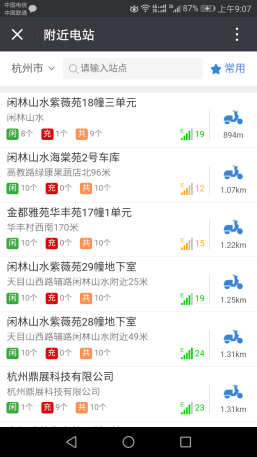 中国电信
中国联通
87% 上午9:07
附近电站
杭州市
请输入站点
常用
闲林山水紫薇苑18幢三单元
闲林山水
闲 8个 充 1个 共 9个
19
894m
闲林山水海棠苑2号车库
高教路绿康果蔬店北96米
闲 10个 充 0个 共 10个
12
1.07km
金都雅苑华丰苑17幢1单元
华丰村西南170米
闲 10个 充 0个 共 10个
15
1.22km
闲林山水紫薇苑29幢地下室
天目山西路辅路闲林山水附近25米
闲 10个 充 0个 共 10个
19
1.25km
闲林山水紫薇苑28幢地下室
天目山西路辅路闲林山水附近49米
闲 10个 充 0个 共 10个
24
1.31km
杭州鼎展科技有限公司
杭州鼎展科技有限公司
闲 1个 充 9个 共 10个
23
1.31km